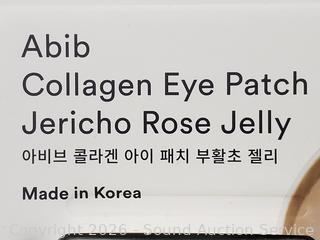 Abib
Collagen Eye Patch
Jericho Rose Jelly
아비브 콜라겐 아이 패치 부활초 젤리
Made in Korea
Copyright 2026 - Sound Auction Service